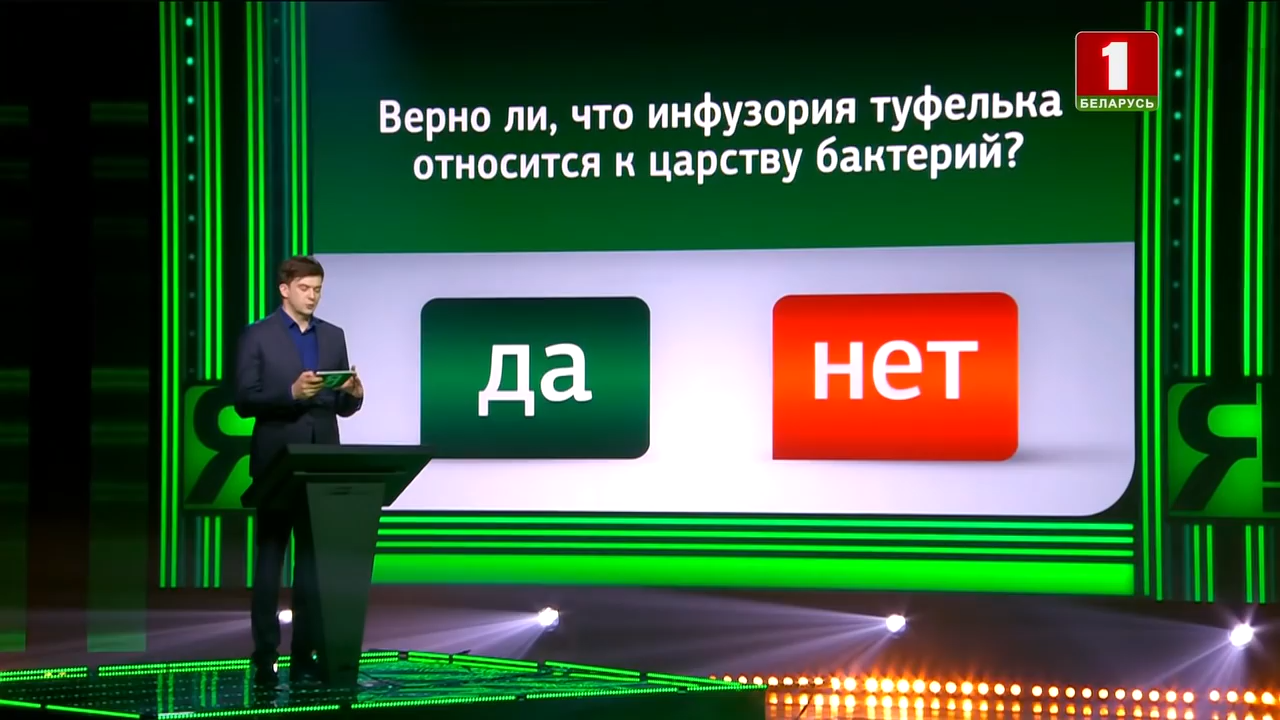 1
БЕЛАРУСЬ
Верно ли, что инфузория туфелька
относится к царству бактерий?
да
нет
Я
Я